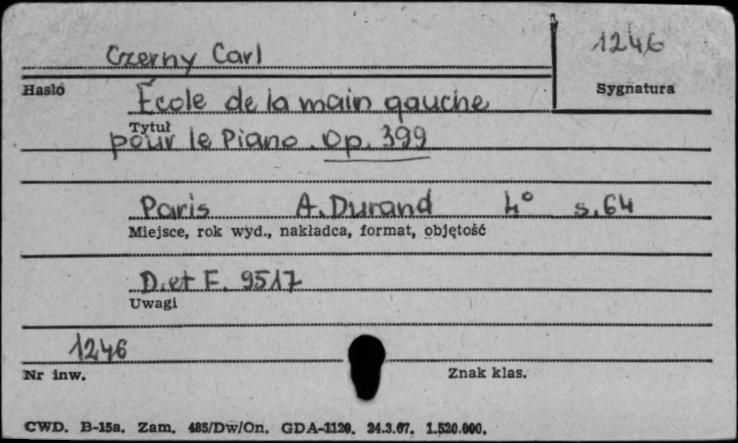 Czerny Carl
1246
Hasło
Sygnatura
École de la main gauche
Tytuł
pour le Piano. Op. 399
Paris A. Durand 4° s. 64
Miejsce, rok wyd., nakładca, format, objętość
D. et F. 9517
Uwagi
1246
Nr inw.
Znak klas.
CWD. B-15a. Zam. 485/Dw/On. GDA-1120. 24.3.67. 1.520.000.